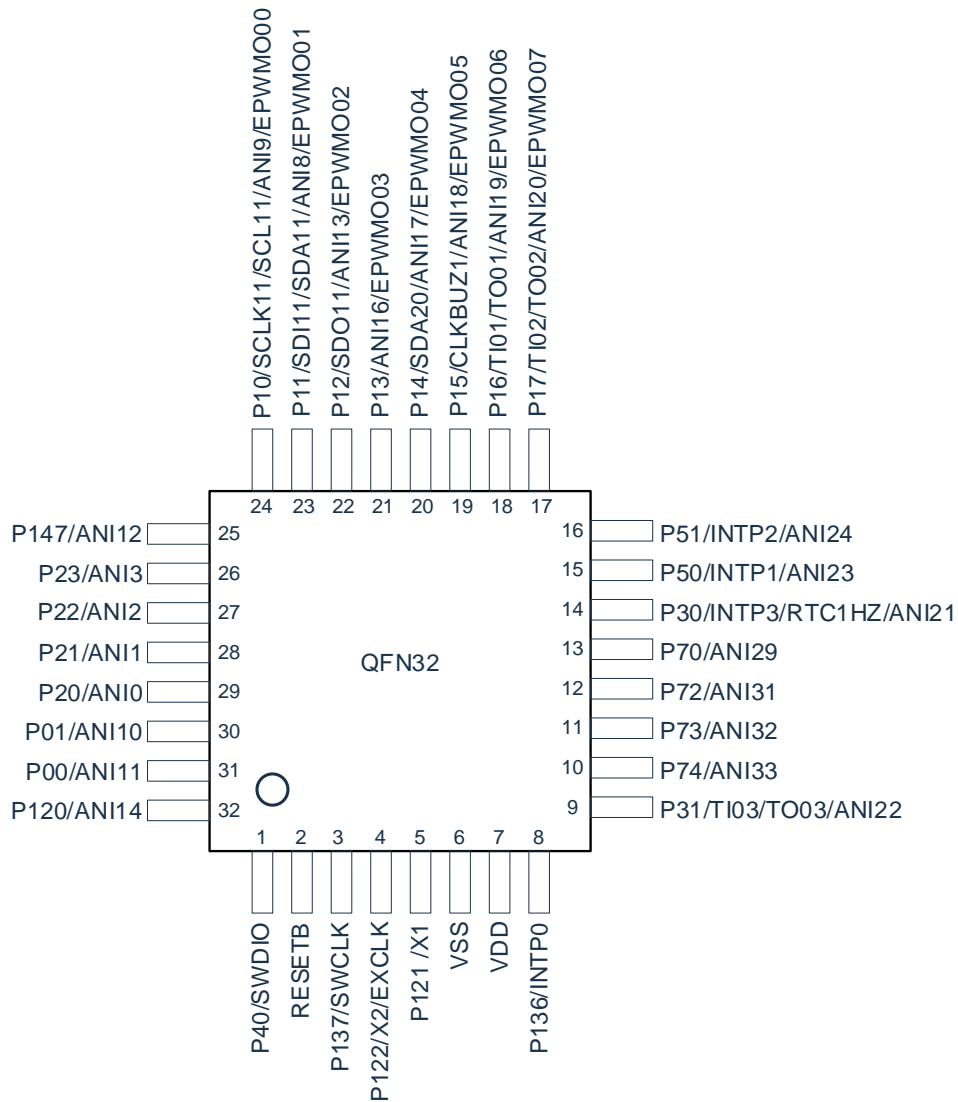 P10/SCLK11/SCL11/ANI9/EPWMO00
P11/SDI11/SDA11/ANI8/EPWMO01
P12/SDO11/ANI13/EPWMO02
P13/ANI16/EPWMO03
P14/SDA20/ANI17/EPWMO04
P15/CLKBUZ1/ANI18/EPWMO05
P16/TI01/TO01/ANI19/EPWMO06
P17/TI02/TO02/ANI20/EPWMO07
24 23 22 21 20 19 18 17
P147/ANI12 25
P23/ANI3 26
P22/ANI2 27
P21/ANI1 28
P20/ANI0 29
P01/ANI10 30
P00/ANI11 31
P120/ANI14 32
QFN32
16 P51/INTP2/ANI24
15 P50/INTP1/ANI23
14 P30/INTP3/RTC1HZ/ANI21
13 P70/ANI29
12 P72/ANI31
11 P73/ANI32
10 P74/ANI33
9 P31/TI03/TO03/ANI22
1 2 3 4 5 6 7 8
P40/SWDIO
RESETB
P137/SWCLK
P122/X2/EXCLK
P121 /X1
VSS
VDD
P136/INTP0